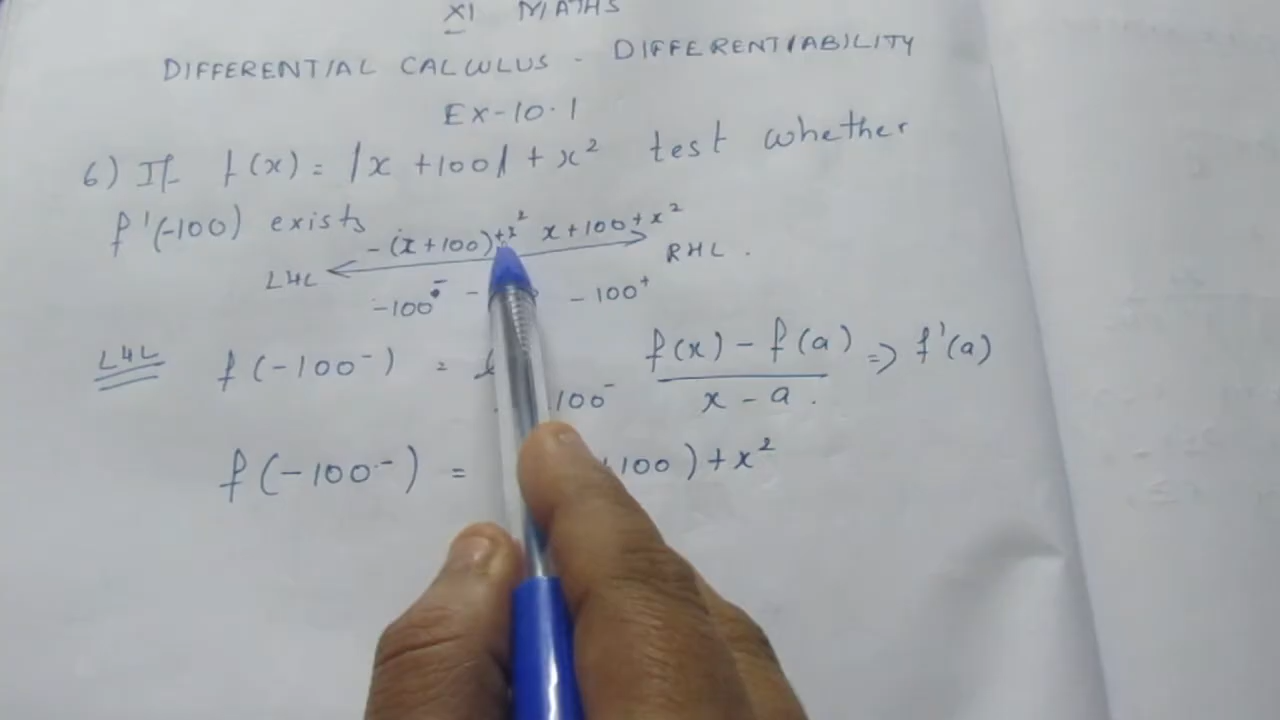 XI MATHS
DIFFERENTIAL CALCULUS - DIFFERENTIABILITY
EX-10.1
6) If f(x) = |x +100| + x² test whether
f'(-100) exists
-(x+100)+x² x+100+x²
LHL RHL .
-100⁻ - -100⁺
LHL f(-100⁻) = f(x) - f(a) => f'(a)
100⁻ x - a .
f(-100⁻) = +100) + x²